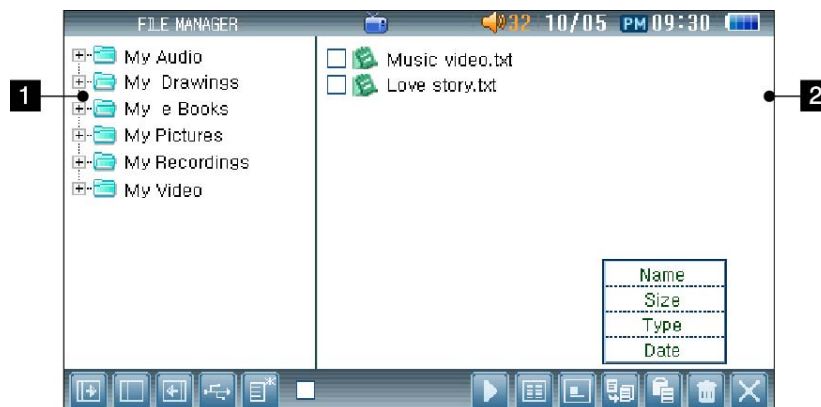 FILE MANAGER 32 10/05 PM 09:30
1
2
My Audio
My Drawings
My e Books
My Pictures
My Recordings
My Video
Music video.txt
Love story.txt
Name
Size
Type
Date